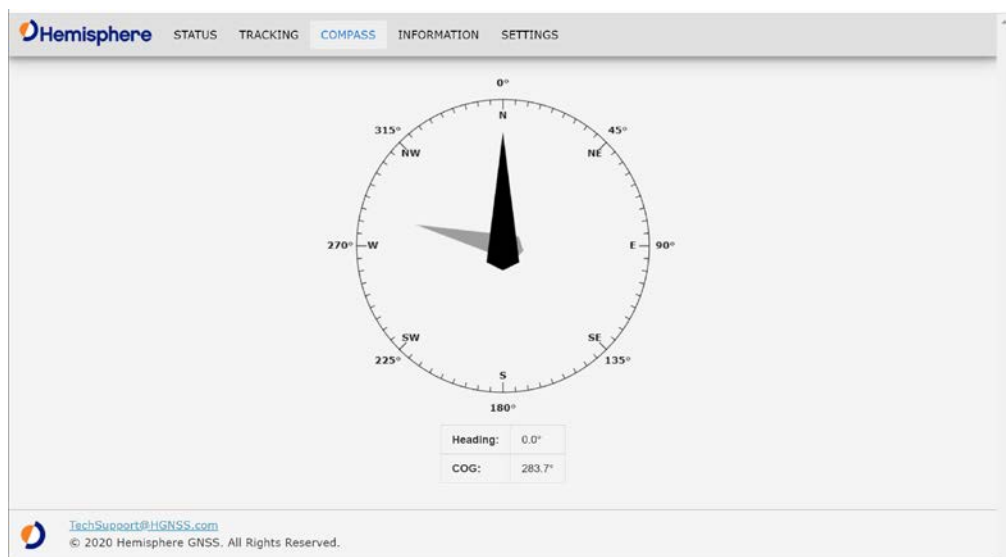 Hemisphere STATUS TRACKING COMPASS INFORMATION SETTINGS
0°
N
315° 45°
NW NE
270° W E 90°
SW SE
225° 135°
S
180°
Heading: 0.0°
COG: 283.7°
TechSupport@HGNSS.com
© 2020 Hemisphere GNSS. All Rights Reserved.